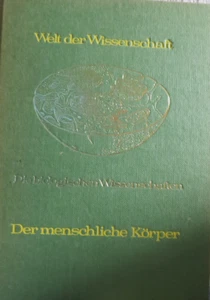 Welt der Wissenschaft
Die biologischen Wissenschaften
Der menschliche Körper